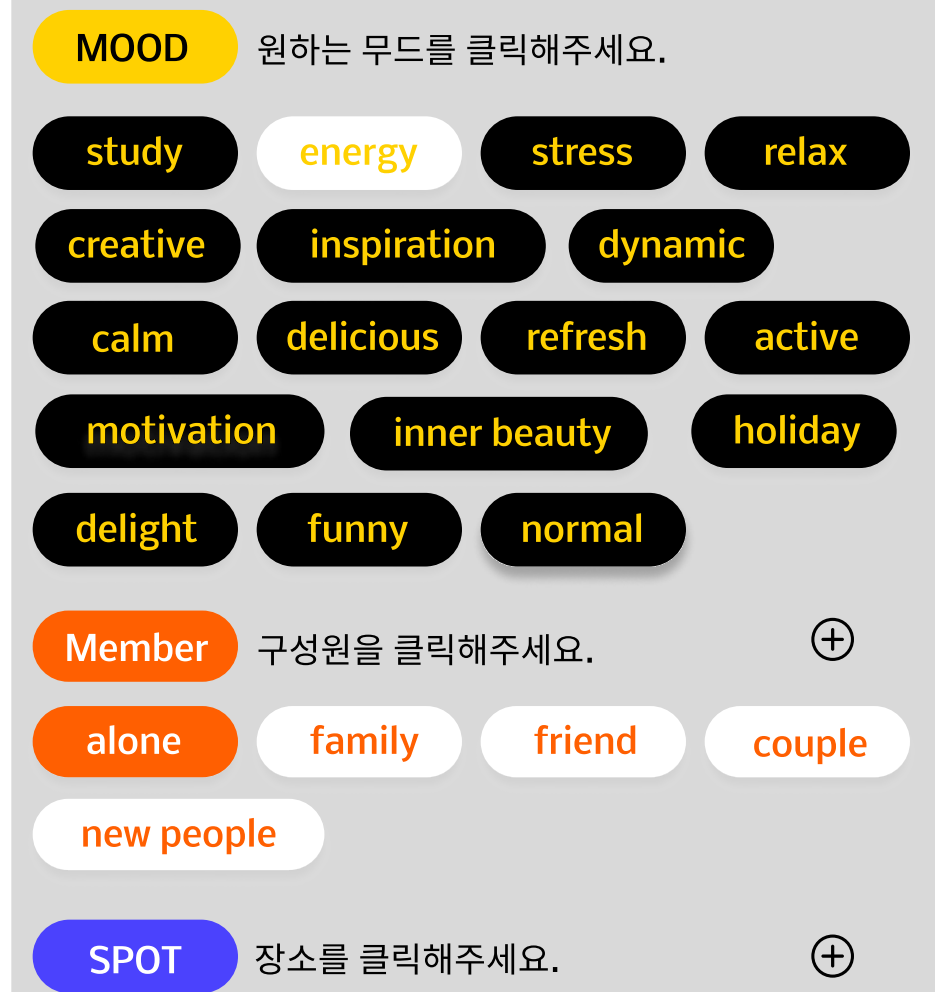 MOOD 원하는 무드를 클릭해주세요.
study energy stress relax
creative inspiration dynamic
calm delicious refresh active
motivation inner beauty holiday
delight funny normal
Member 구성원을 클릭해주세요.
alone family friend couple
new people
SPOT 장소를 클릭해주세요.